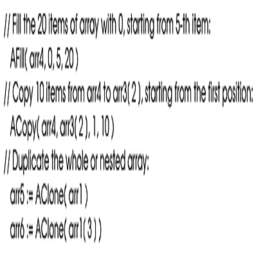 // Fill the 20 items of array with 0, starting from 5-th item:
AFill( arr4, 0, 5, 20 )
// Copy 10 items from arr4 to arr3( 2 ), starting from the first position:
ACopy( arr4, arr3( 2 ), 1, 10 )
// Duplicate the whole or nested array:
arr5 := AClone( arr1 )
arr6 := AClone( arr1( 3 ) )